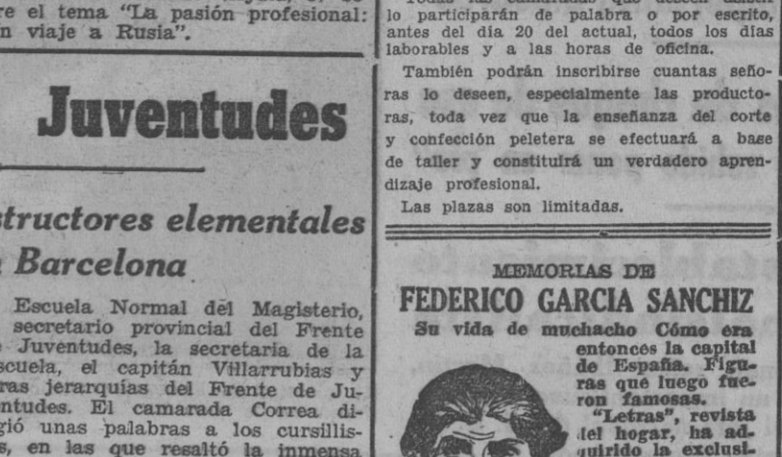 re el tema "La pasión profesional:
n viaje a Rusia".
Juventudes
structores elementales
Barcelona
Escuela Normal del Magisterio,
secretario provincial del Frente
Juventudes, la secretaria de la
scuela, el capitán Villarrubias y
ras jerarquías del Frente de Ju-
ntudes. El camarada Correa di-
gió unas palabras a los cursillis-
s, en las que resaltó la inmensa
lo participarán de palabra o por escrito,
antes del día 20 del actual, todos los días
laborables y a las horas de oficina.
También podrán inscribirse cuantas seño-
ras lo deseen, especialmente las producto-
ras, toda vez que la enseñanza del corte
y confección peletera se efectuará a base
de taller y constituirá un verdadero apren-
dizaje profesional.
Las plazas son limitadas.
MEMORIAS DE
FEDERICO GARCIA SANCHIZ
Su vida de muchacho Cómo era
entonces la capital
de España. Figu-
ras que luego fue-
ron famosas.
"Letras", revista
del hogar, ha ad-
quirido la exclusi-